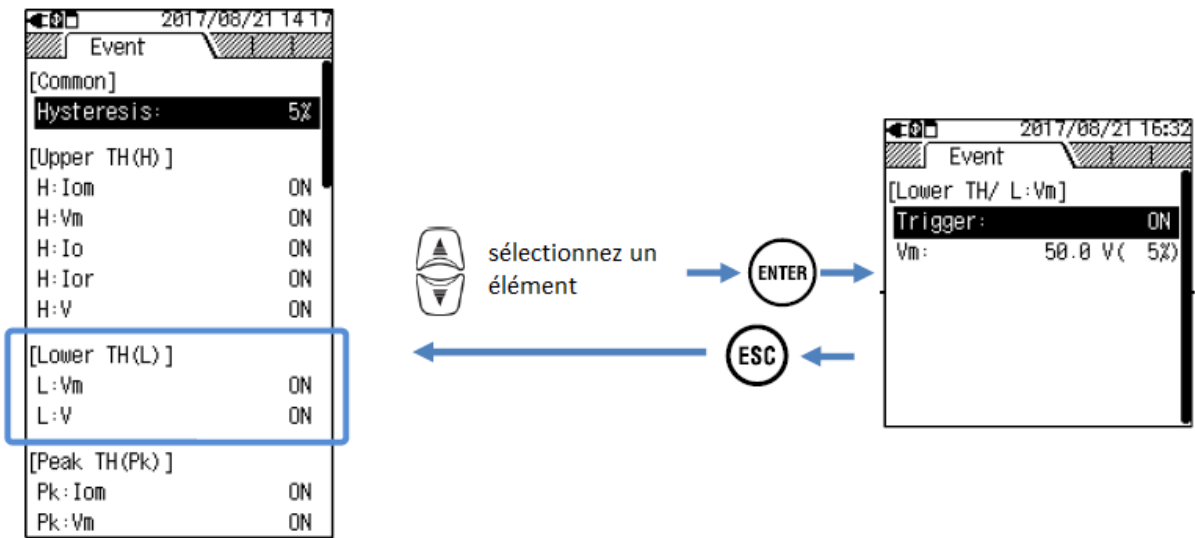 2017/08/21 14 17
Event
[Common]
Hysteresis: 5%
[Upper TH(H)]
H:Iom ON
H:Vm ON
H:Io ON
H:Ior ON
H:V ON
[Lower TH(L)]
L:Vm ON
L:V ON
[Peak TH(Pk)]
Pk:Iom ON
Pk:Vm ON
sélectionnez un
élément
ENTER
ESC
2017/08/21 16:32
Event
[Lower TH/ L:Vm]
Trigger: ON
Vm: 50.0 V( 5%)